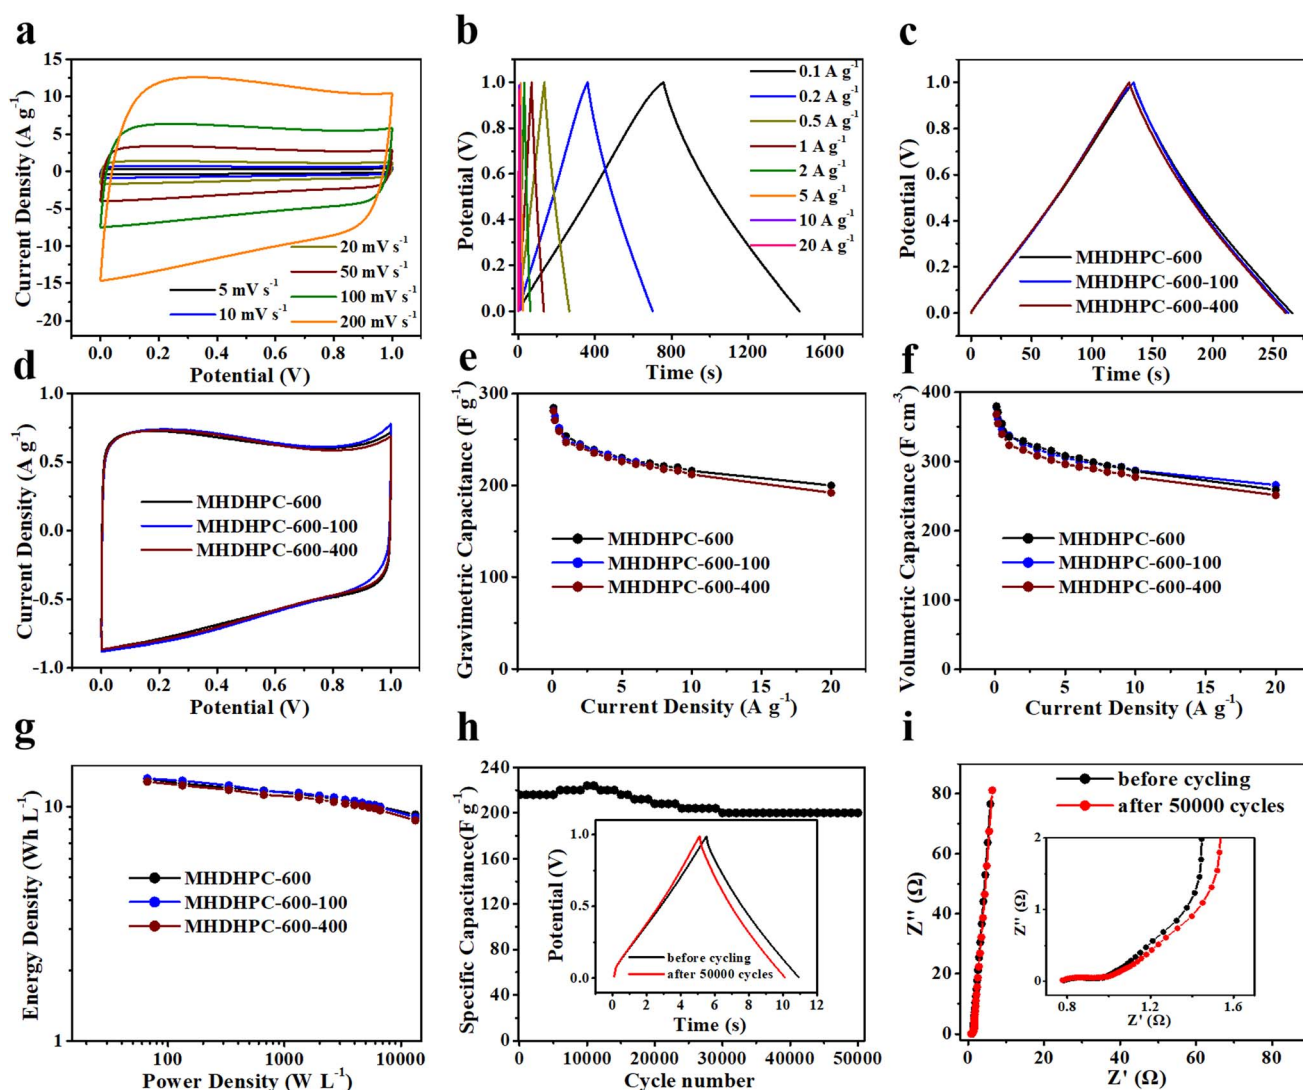 a
Current Density (A g⁻¹)
15
10
5
0
-5
-10
-15
-20
20 mV s⁻¹
50 mV s⁻¹
5 mV s⁻¹
100 mV s⁻¹
10 mV s⁻¹
200 mV s⁻¹
0.0 0.2 0.4 0.6 0.8 1.0
Potential (V)
b
Potential (V)
1.0
0.8
0.6
0.4
0.2
0.0
0.1 A g⁻¹
0.2 A g⁻¹
0.5 A g⁻¹
1 A g⁻¹
2 A g⁻¹
5 A g⁻¹
10 A g⁻¹
20 A g⁻¹
0 400 800 1200 1600
Time (s)
c
Potential (V)
1.0
0.8
0.6
0.4
0.2
0.0
MHDHPC-600
MHDHPC-600-100
MHDHPC-600-400
0 50 100 150 200 250
Time (s)
d
Current Density (A g⁻¹)
1.0
0.5
0.0
-0.5
-1.0
MHDHPC-600
MHDHPC-600-100
MHDHPC-600-400
0.0 0.2 0.4 0.6 0.8 1.0
Potential (V)
e
Gravimetric Capacitance (F g⁻¹)
300
200
100
0
MHDHPC-600
MHDHPC-600-100
MHDHPC-600-400
0 5 10 15 20
Current Density (A g⁻¹)
f
Volumetric Capacitance (F cm⁻³)
400
350
300
250
200
150
100
50
0
MHDHPC-600
MHDHPC-600-100
MHDHPC-600-400
0 5 10 15 20
Current Density (A g⁻¹)
g
Energy Density (Wh L⁻¹)
10
1
MHDHPC-600
MHDHPC-600-100
MHDHPC-600-400
100 1000 10000
Power Density (W L⁻¹)
h
Specific Capacitance(F g⁻¹)
240
200
160
120
80
40
0
Potential (V)
1.0
0.5
0.0
before cycling
after 50000 cycles
0 2 4 6 8 10 12
Time (s)
0 10000 20000 30000 40000 50000
Cycle number
i
Z'' (Ω)
80
60
40
20
0
before cycling
after 50000 cycles
Z'' (Ω)
2
1
0
0.8 1.2 1.6
Z' (Ω)
0 20 40 60 80
Z' (Ω)